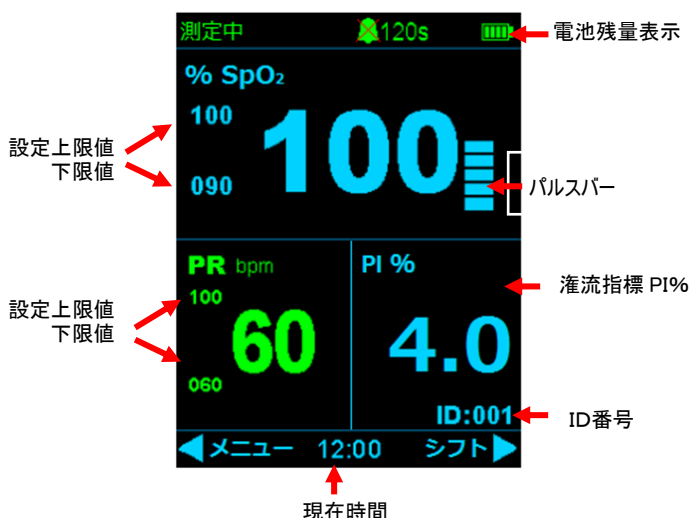 測定中 120s
電池残量表示
% SpO₂
100
100
設定上限値
下限値
090
パルスバー
PR bpm
PI %
灌流指標 PI%
100
設定上限値
下限値
60
4.0
060
ID:001
ID番号
メニュー 12:00 シフト
現在時間